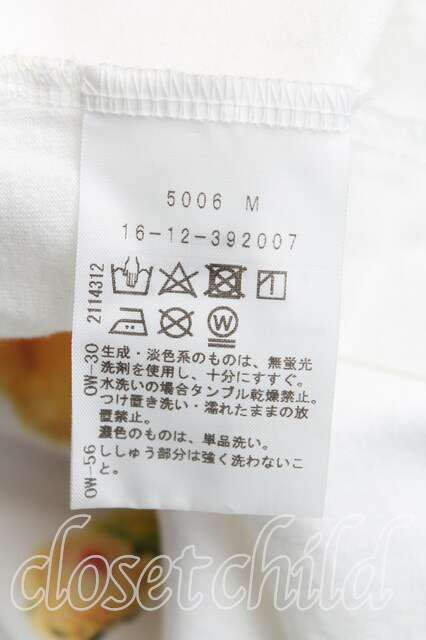 5006 M
16-12-392007
2114312
W
OW-30
生成・淡色系のものは、無蛍光
洗剤を使用し、十分にすすぐ。
水洗いの場合タンブル乾燥禁止。
つけ置き洗い・濡れたままの放
置禁止。
濃色のものは、単品洗い。
OW-56
ししゅう部分は強く洗わないこ
と。
closet child